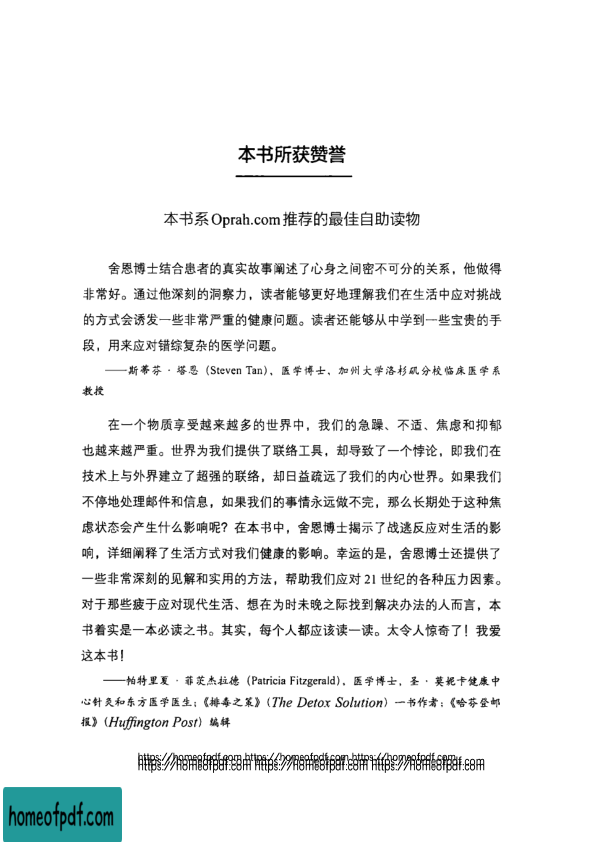 本书所获赞誉
本书系Oprah.com推荐的最佳自助读物
舍恩博士结合患者的真实故事阐述了心身之间密不可分的关系，他做得
非常好。通过他深刻的洞察力，读者能够更好地理解我们在生活中应对挑战
的方式会诱发一些非常严重的健康问题。读者还能够从中学到一些宝贵的手
段，用来应对错综复杂的医学问题。
——斯蒂芬·塔恩（Steven Tan），医学博士、加州大学洛杉矶分校临床医学系
教授
在一个物质享受越来越多的世界中，我们的急躁、不适、焦虑和抑郁
也越来越严重。世界为我们提供了联络工具，却导致了一个悖论，即我们在
技术上与外界建立了超强的联络，却日益疏远了我们的内心世界。如果我们
不停地处理邮件和信息，如果我们的事情永远做不完，那么长期处于这种焦
虑状态会产生什么影响呢？在本书中，舍恩博士揭示了战逃反应对生活的影
响，详细阐释了生活方式对我们健康的影响。幸运的是，舍恩博士还提供了
一些非常深刻的见解和实用的方法，帮助我们应对 21 世纪的各种压力因素。
对于那些疲于应对现代生活、想在为时未晚之际找到解决办法的人而言，本
书着实是一本必读之书。其实，每个人都应该读一读。太令人惊奇了！我爱
这本书！
——帕特里夏·菲茨杰拉德（Patricia Fitzgerald），医学博士、圣·莫妮卡健康中
心针灸和东方医学医生；《排毒之策》（The Detox Solution）一书作者；《哈芬登邮
报》（Huffington Post）编辑
https://homeofpdf.com https://homeofpdf.com https://homeofpdf.com
https://homeofpdf.com https://homeofpdf.com https://homeofpdf.com
homeofpdf.com